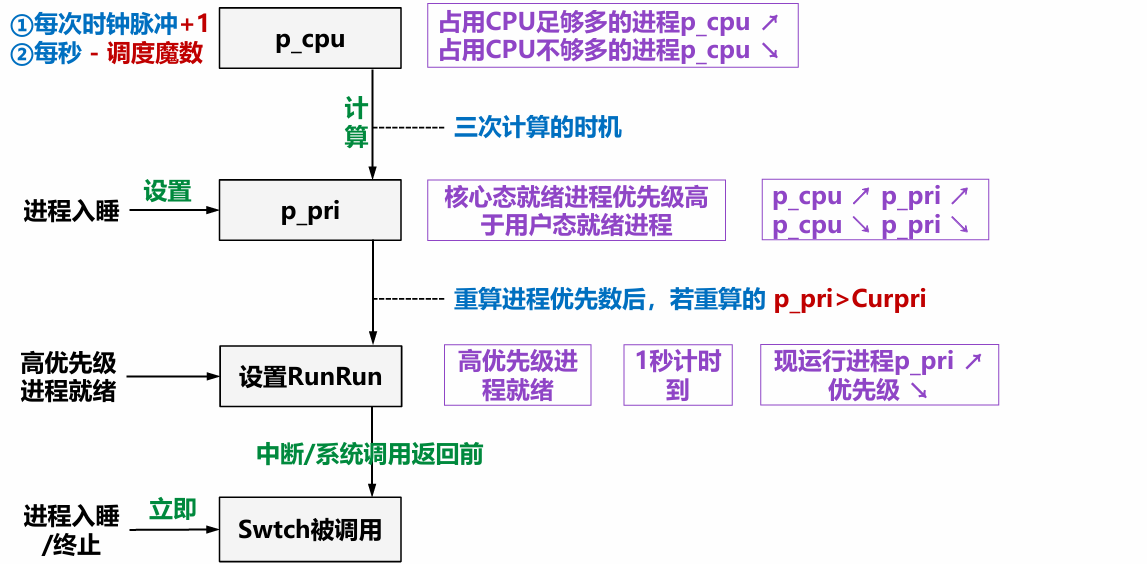 ①每次时钟脉冲+1
②每秒 - 调度魔数
p_cpu
占用CPU足够多的进程p_cpu ↗
占用CPU不够多的进程p_cpu ↘
计
算
三次计算的时机
进程入睡
设置
p_pri
核心态就绪进程优先级高
于用户态就绪进程
p_cpu ↗ p_pri ↗
p_cpu ↘ p_pri ↘
重算进程优先数后，若重算的 p_pri>Curpri
高优先级
进程就绪
设置RunRun
高优先级进
程就绪
1秒计时
到
现运行进程p_pri ↗
优先级 ↘
中断/系统调用返回前
进程入睡
/终止
立即
Swtch被调用